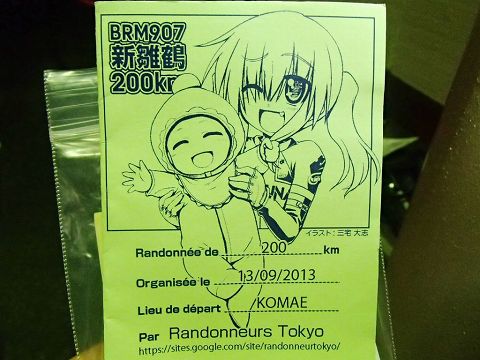 BRM907
新雛鶴
200km
イラスト:三宅 大志
Randonnée de 200 km
Organisée le 13/09/2013
Lieu de départ KOMAE
Par Randonneurs Tokyo
https://sites.google.com/site/randonneurtokyo/